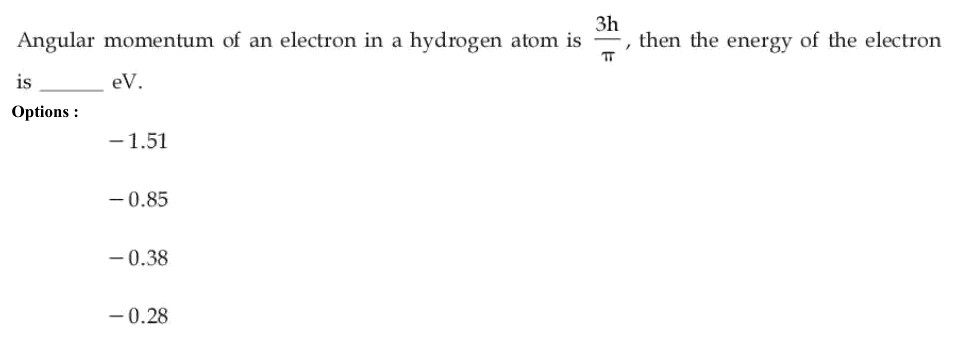 Angular momentum of an electron in a hydrogen atom is 3h/π, then the energy of the electron
is ______ eV.
Options :
−1.51
−0.85
−0.38
−0.28